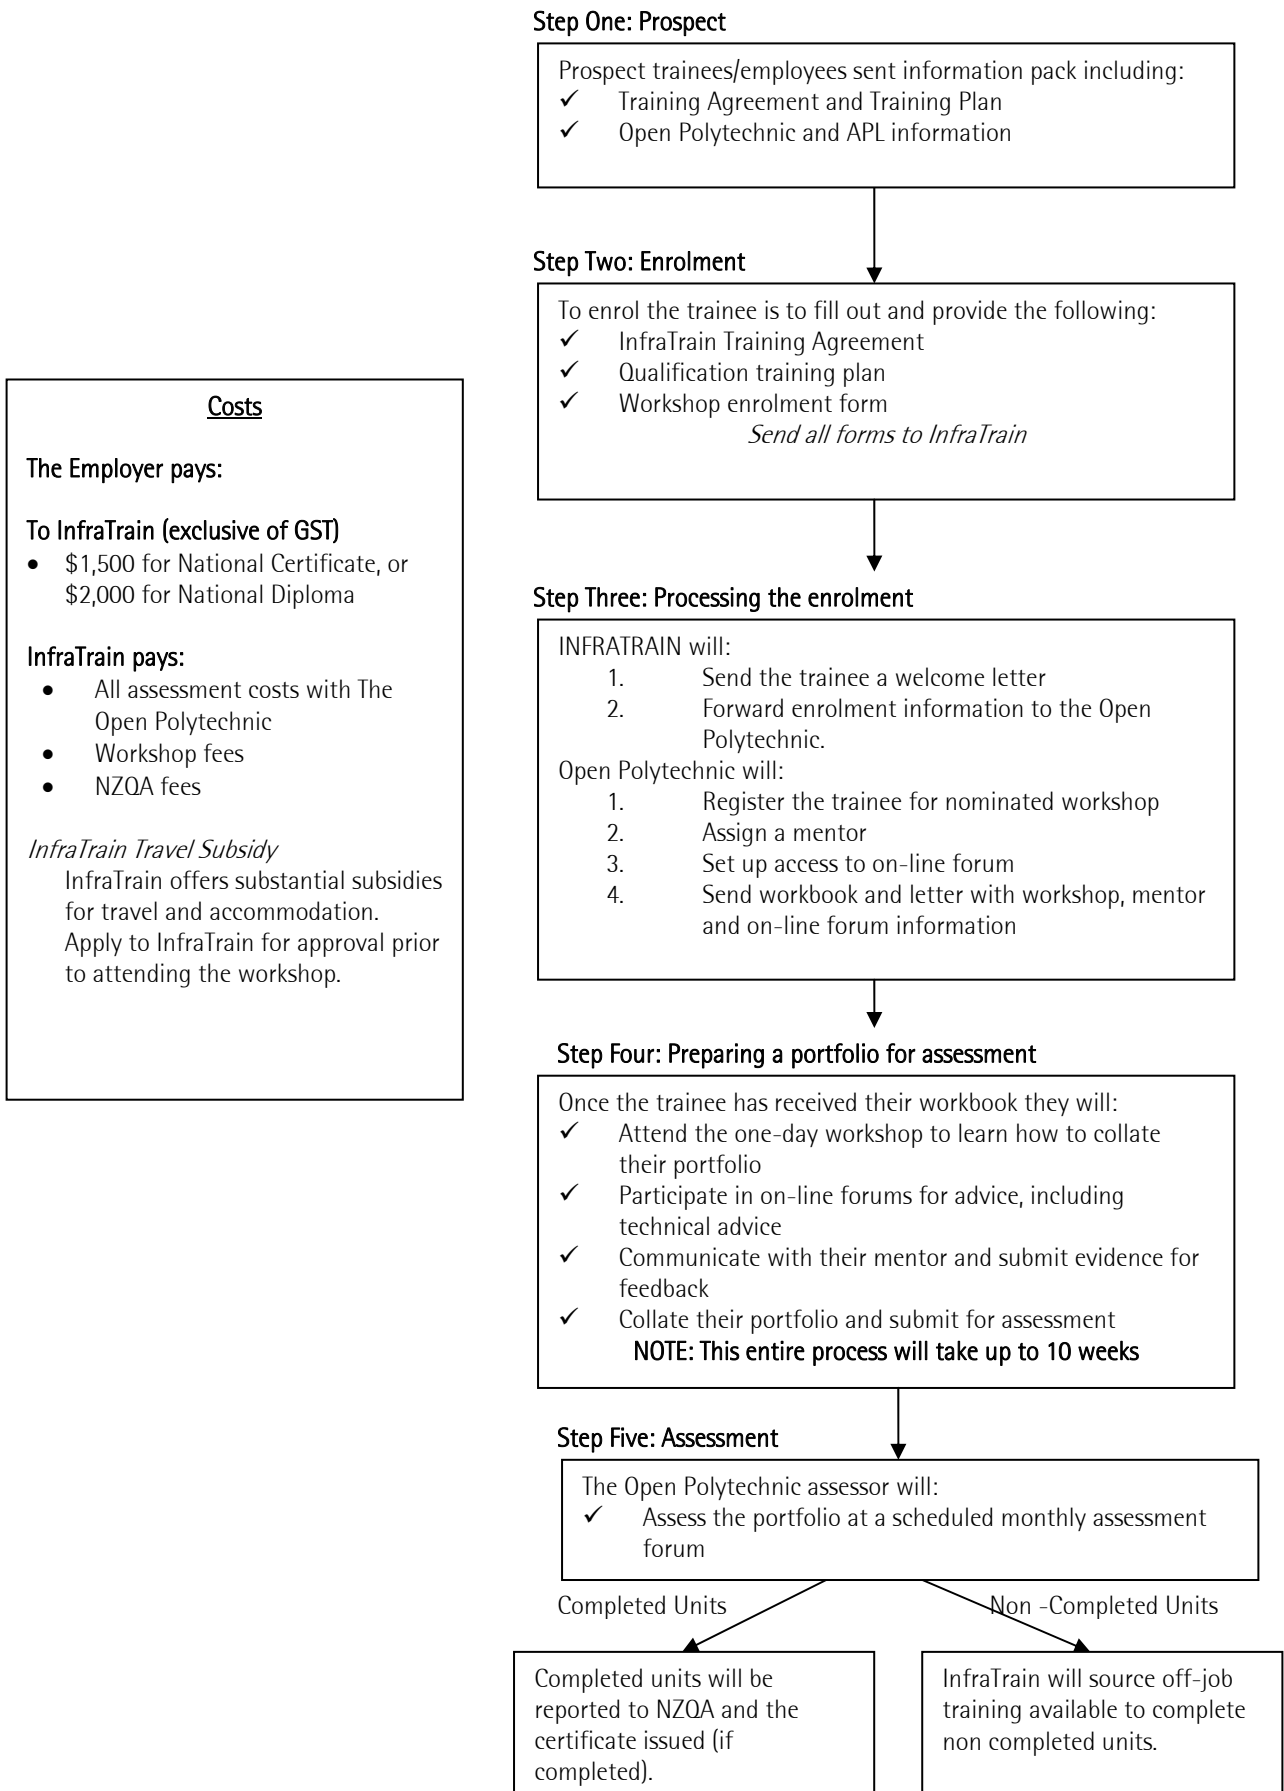 Step One: Prospect
Prospect trainees/employees sent information pack including:
✓ Training Agreement and Training Plan
✓ Open Polytechnic and APL information
Step Two: Enrolment
To enrol the trainee is to fill out and provide the following:
✓ InfraTrain Training Agreement
✓ Qualification training plan
✓ Workshop enrolment form
Send all forms to InfraTrain
Costs
The Employer pays:
To InfraTrain (exclusive of GST)
• $1,500 for National Certificate, or
$2,000 for National Diploma
InfraTrain pays:
• All assessment costs with The
Open Polytechnic
• Workshop fees
• NZQA fees
InfraTrain Travel Subsidy
InfraTrain offers substantial subsidies
for travel and accommodation.
Apply to InfraTrain for approval prior
to attending the workshop.
Step Three: Processing the enrolment
INFRATRAIN will:
1. Send the trainee a welcome letter
2. Forward enrolment information to the Open
Polytechnic.
Open Polytechnic will:
1. Register the trainee for nominated workshop
2. Assign a mentor
3. Set up access to on-line forum
4. Send workbook and letter with workshop, mentor
and on-line forum information
Step Four: Preparing a portfolio for assessment
Once the trainee has received their workbook they will:
✓ Attend the one-day workshop to learn how to collate
their portfolio
✓ Participate in on-line forums for advice, including
technical advice
✓ Communicate with their mentor and submit evidence for
feedback
✓ Collate their portfolio and submit for assessment
NOTE: This entire process will take up to 10 weeks
Step Five: Assessment
The Open Polytechnic assessor will:
✓ Assess the portfolio at a scheduled monthly assessment
forum
Completed Units
Non -Completed Units
Completed units will be
reported to NZQA and the
certificate issued (if
completed).
InfraTrain will source off-job
training available to complete
non completed units.